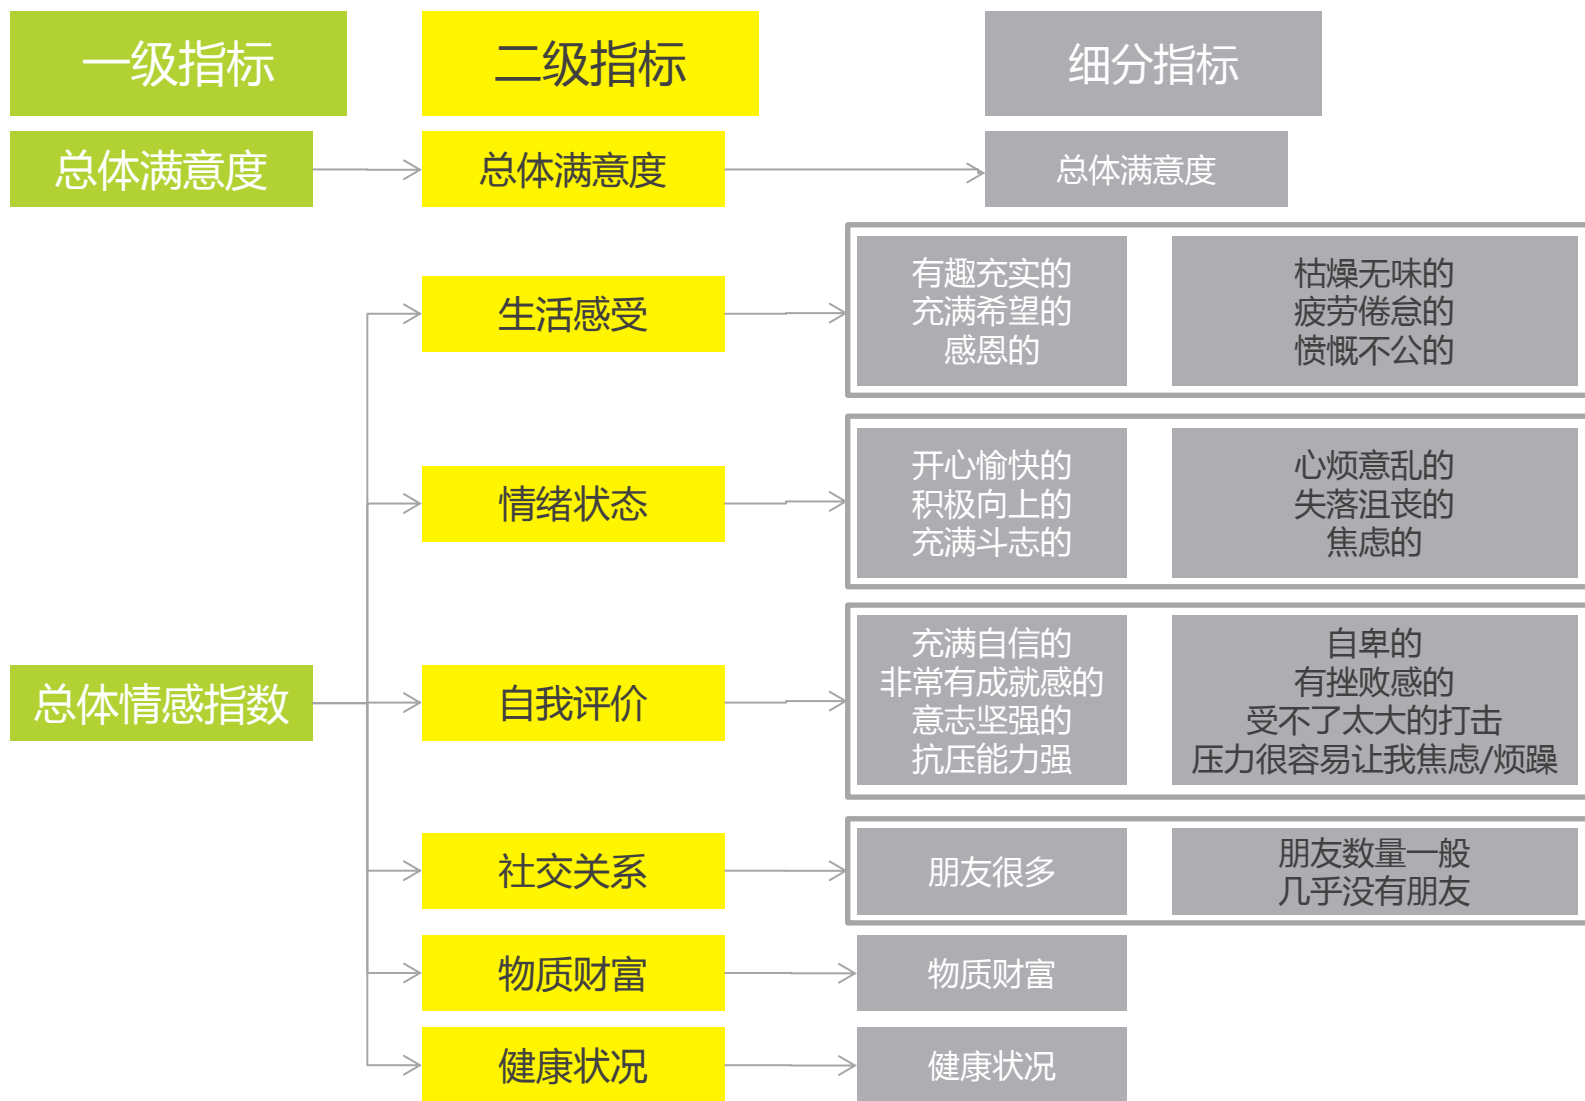 一级指标
二级指标
细分指标
总体满意度
总体满意度
总体满意度
总体情感指数
生活感受
有趣充实的
充满希望的
感恩的
枯燥无味的
疲劳倦怠的
愤慨不公的
情绪状态
开心愉快的
积极向上的
充满斗志的
心烦意乱的
失落沮丧的
焦虑的
自我评价
充满自信的
非常有成就感的
意志坚强的
抗压能力强
自卑的
有挫败感的
受不了太大的打击
压力很容易让我焦虑/烦躁
社交关系
朋友很多
朋友数量一般
几乎没有朋友
物质财富
物质财富
健康状况
健康状况